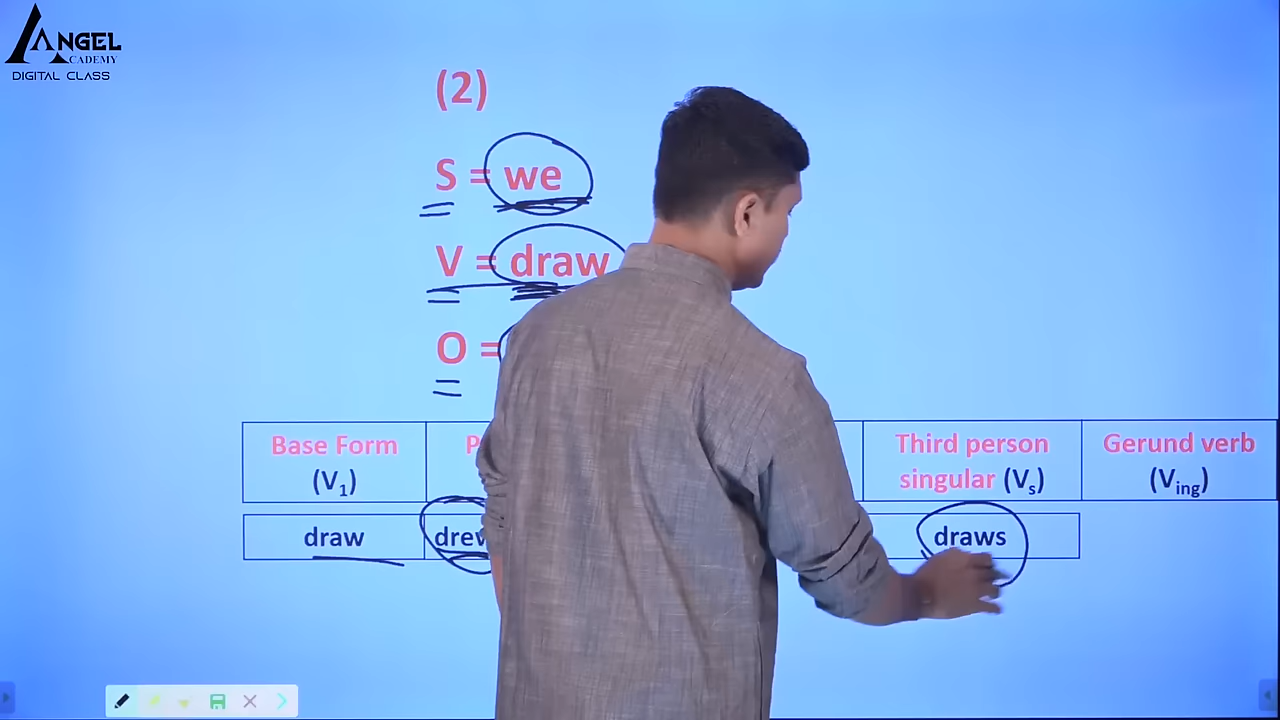 ANGEL
ACADEMY
DIGITAL CLASS
(2)
S = we
V = draw
O =
Base Form
(V1)
Third person
singular (Vs)
Gerund verb
(Ving)
draw
draws